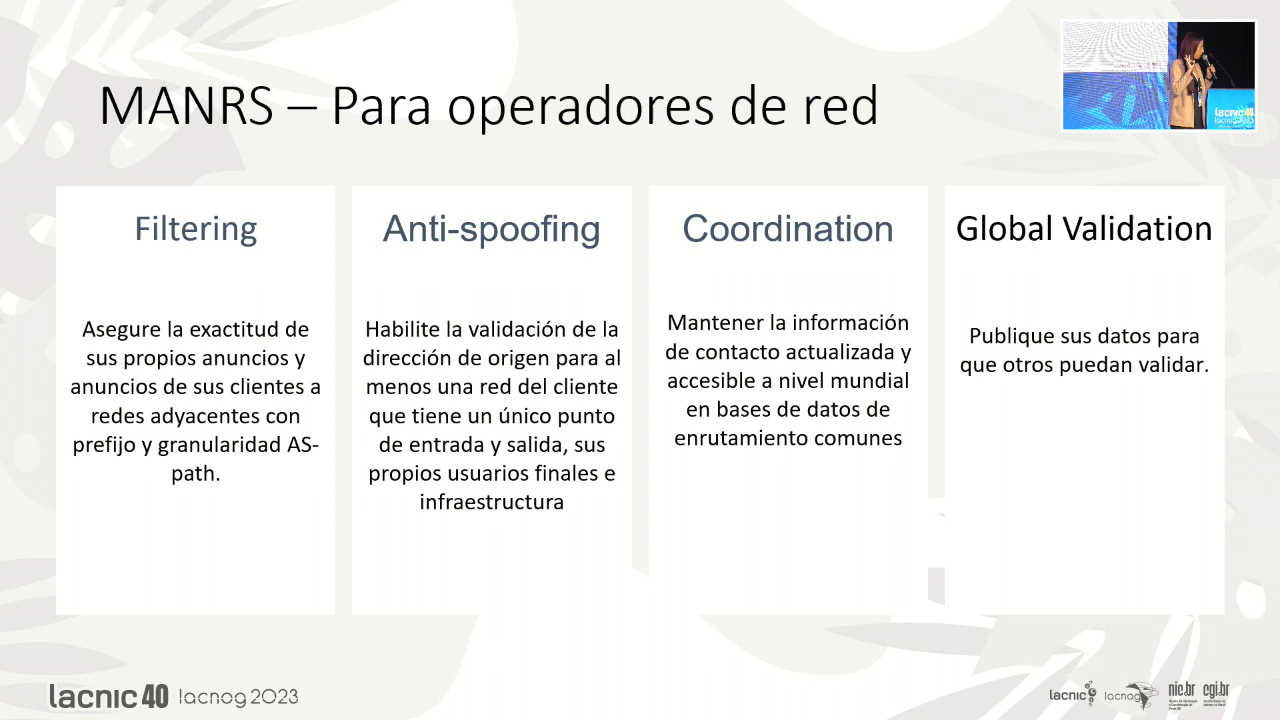 MANRS – Para operadores de red
Filtering
Asegure la exactitud de
sus propios anuncios y
anuncios de sus clientes a
redes adyacentes con
prefijo y granularidad AS-
path.
Anti-spoofing
Habilite la validación de la
dirección de origen para al
menos una red del cliente
que tiene un único punto
de entrada y salida, sus
propios usuarios finales e
infraestructura
Coordination
Mantener la información
de contacto actualizada y
accesible a nivel mundial
en bases de datos de
enrutamiento comunes
Global Validation
Publique sus datos para
que otros puedan validar.
lacnic 40
lacnog 2023
lacnic 40 lacnog 2023
lacnic lacnog nic.br cgi.br